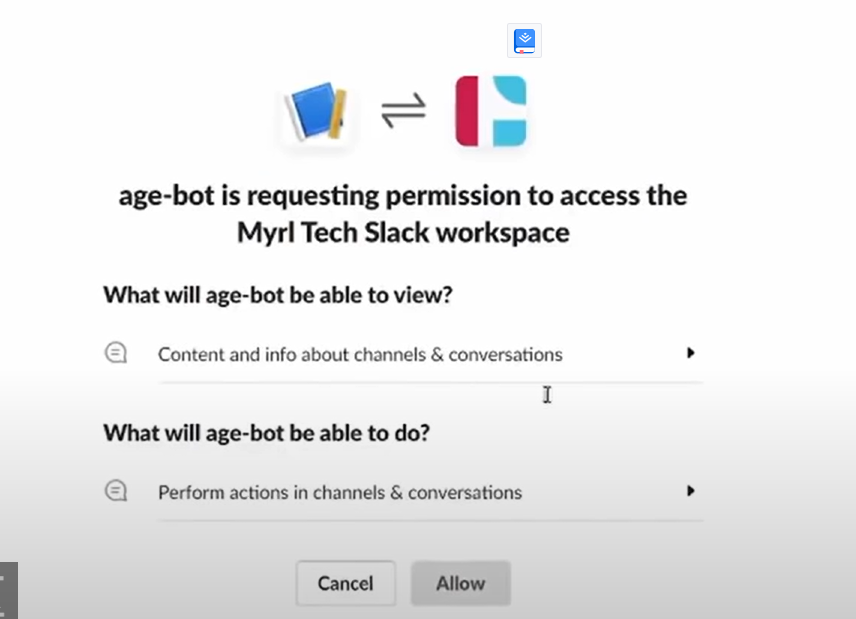 age-bot is requesting permission to access the
Myrl Tech Slack workspace
What will age-bot be able to view?
Content and info about channels & conversations
What will age-bot be able to do?
Perform actions in channels & conversations
Cancel
Allow